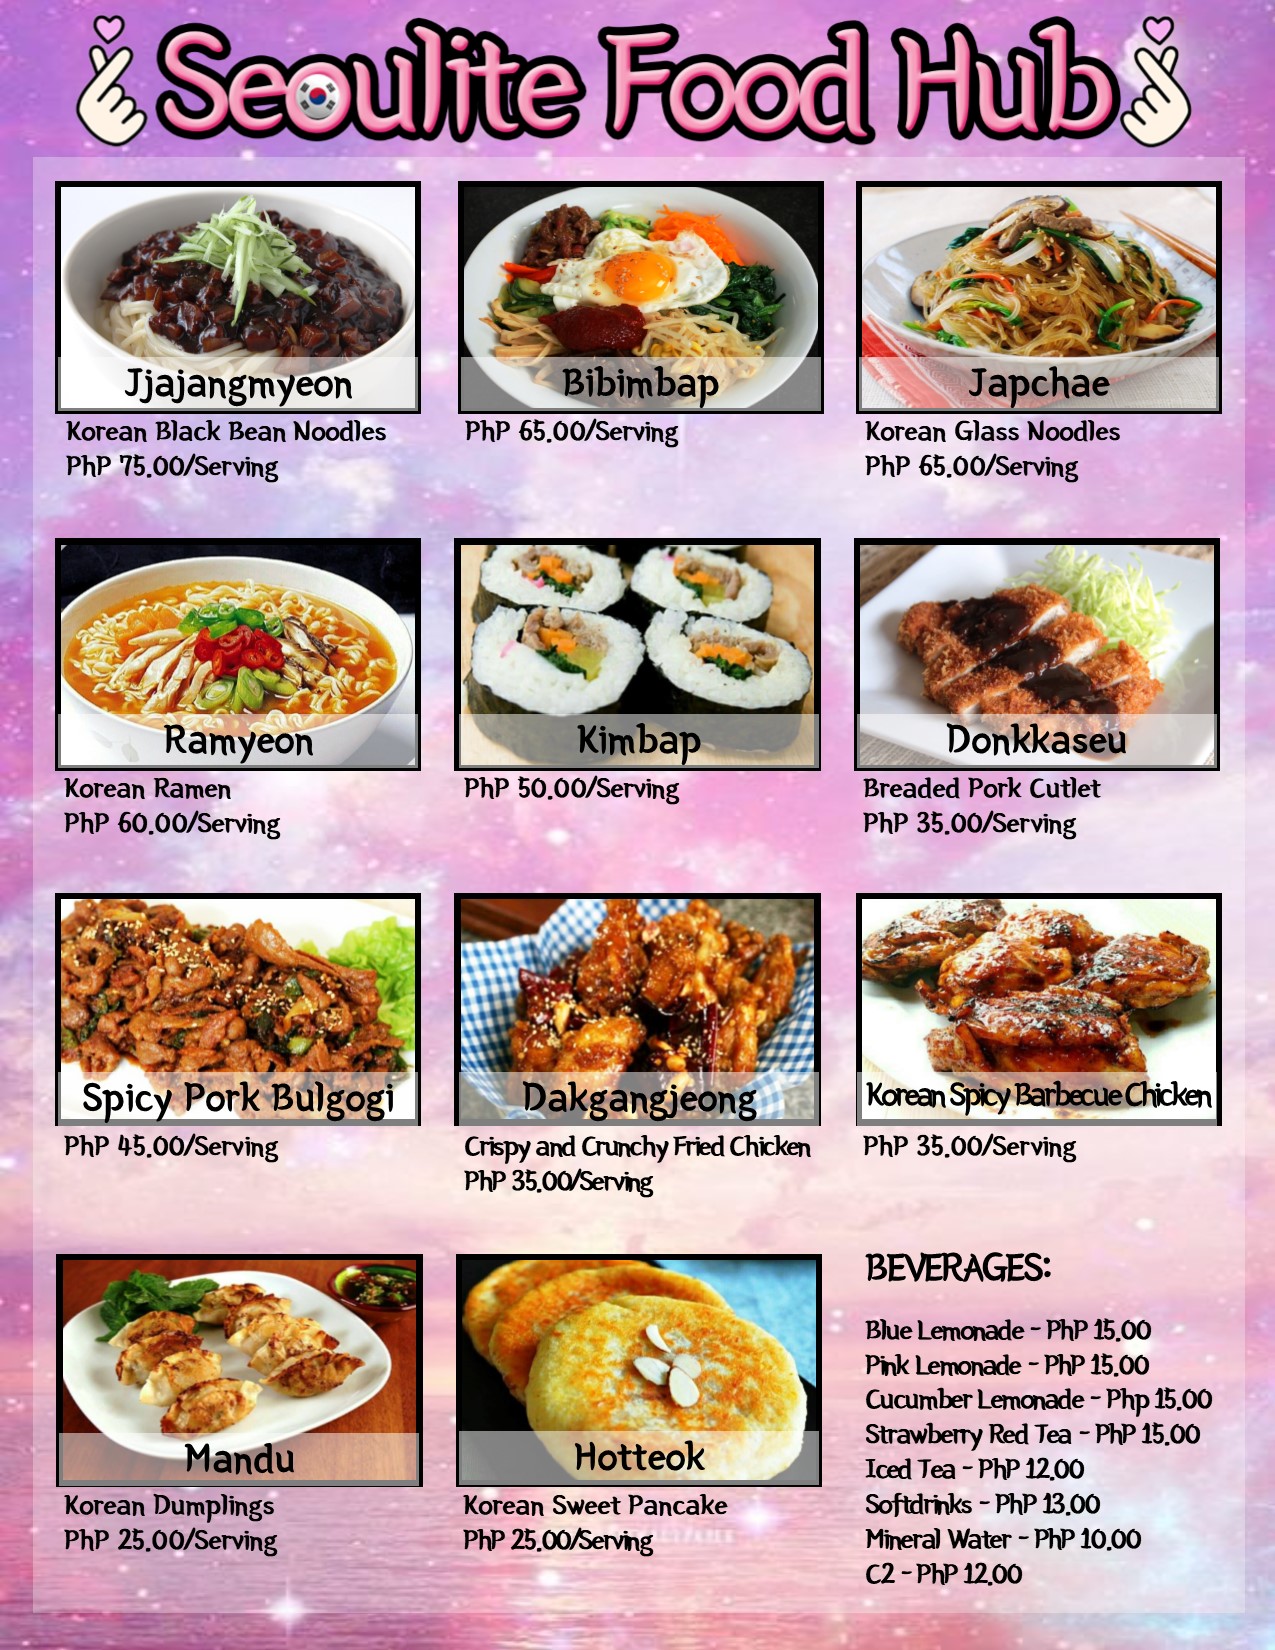 Seoulite Food Hub
Jjajangmyeon
Korean Black Bean Noodles
PhP 75.00/Serving
Bibimbap
PhP 65.00/Serving
Japchae
Korean Glass Noodles
PhP 65.00/Serving
Ramyeon
Korean Ramen
PhP 60.00/Serving
Kimbap
PhP 50.00/Serving
Donkkaseu
Breaded Pork Cutlet
PhP 35.00/Serving
Spicy Pork Bulgogi
PhP 45.00/Serving
Dakgangjeong
Crispy and Crunchy Fried Chicken
PhP 35.00/Serving
Korean Spicy Barbecue Chicken
PhP 35.00/Serving
Mandu
Korean Dumplings
PhP 25.00/Serving
Hotteok
Korean Sweet Pancake
PhP 25.00/Serving
BEVERAGES:
Blue Lemonade - PhP 15.00
Pink Lemonade - PhP 15.00
Cucumber Lemonade - Php 15.00
Strawberry Red Tea - PhP 15.00
Iced Tea - PhP 12.00
Softdrinks - PhP 13.00
Mineral Water - PhP 10.00
C2 - PhP 12.00